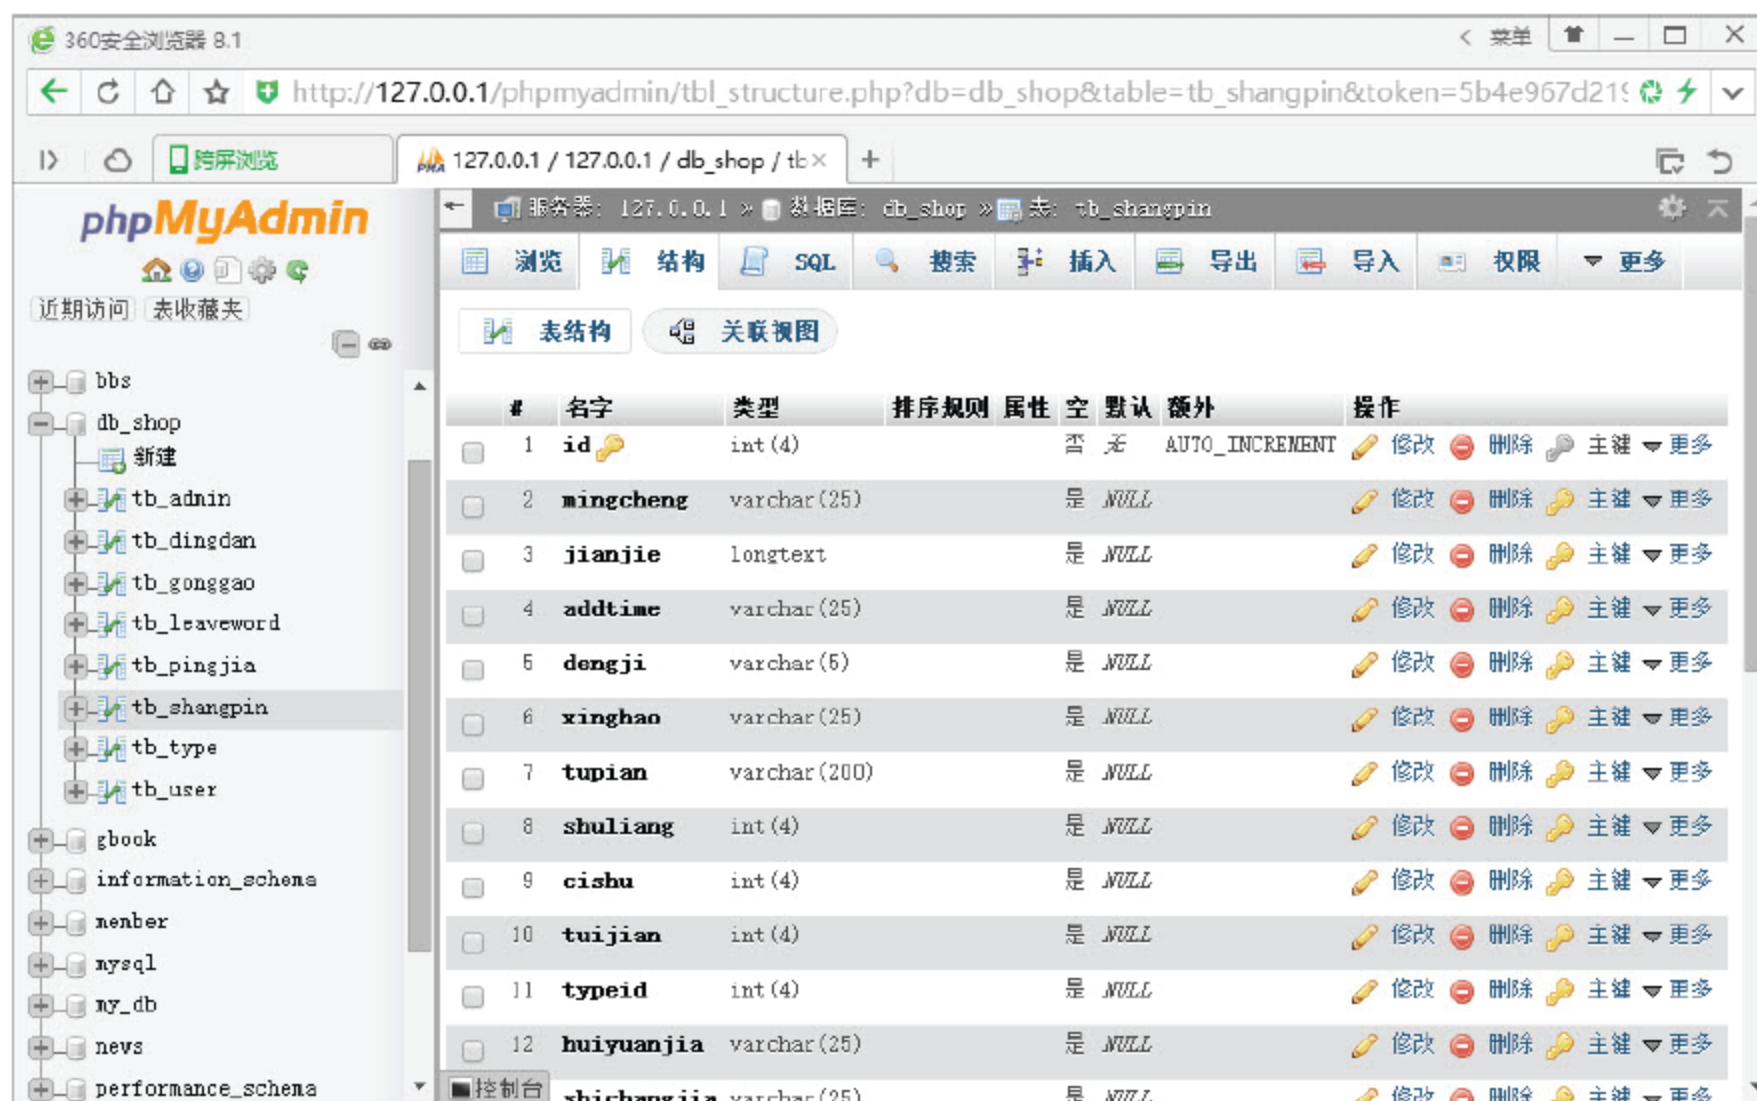 360安全浏览器 8.1
菜单
http://127.0.0.1/phpmyadmin/tbl_structure.php?db=db_shop&table=tb_shangpin&token=5b4e967d219
跨屏浏览
127.0.0.1 / 127.0.0.1 / db_shop / tb
phpMyAdmin
近期访问 表收藏夹
bbs
db_shop
新建
tb_admin
tb_dingdan
tb_gonggao
tb_leaveword
tb_pingjia
tb_shangpin
tb_type
tb_user
gbook
information_schema
member
mysql
my_db
news
performance_schema
服务器: 127.0.0.1 » 数据库: db_shop » 表: tb_shangpin
浏览 结构 SQL 搜索 插入 导出 导入 权限 更多
表结构 关联视图
# 名字 类型 排序规则 属性 空 默认 额外 操作
1 id int(4) 否 无 AUTO_INCREMENT 修改 删除 主键 更多
2 mingcheng varchar(25) 是 NULL 修改 删除 主键 更多
3 jianjie longtext 是 NULL 修改 删除 主键 更多
4 addtime varchar(25) 是 NULL 修改 删除 主键 更多
5 dengji varchar(5) 是 NULL 修改 删除 主键 更多
6 xinghao varchar(25) 是 NULL 修改 删除 主键 更多
7 tupian varchar(200) 是 NULL 修改 删除 主键 更多
8 shuliang int(4) 是 NULL 修改 删除 主键 更多
9 cishu int(4) 是 NULL 修改 删除 主键 更多
10 tuijian int(4) 是 NULL 修改 删除 主键 更多
11 typeid int(4) 是 NULL 修改 删除 主键 更多
12 huiyuanjia varchar(25) 是 NULL 修改 删除 主键 更多
控制台 shichangjia varchar(25) 是 NULL 修改 删除 主键 更多